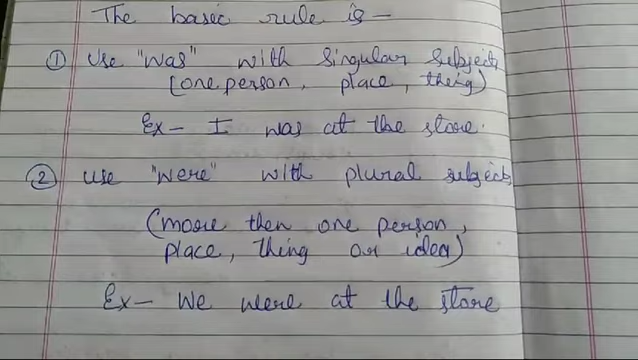 The basic rule is -
① Use "was" with singular subject
(one person, place, thing)
Ex- I was at the store.
② use "were" with plural subjects
(more then one person,
place, thing or idea)
Ex- We were at the store